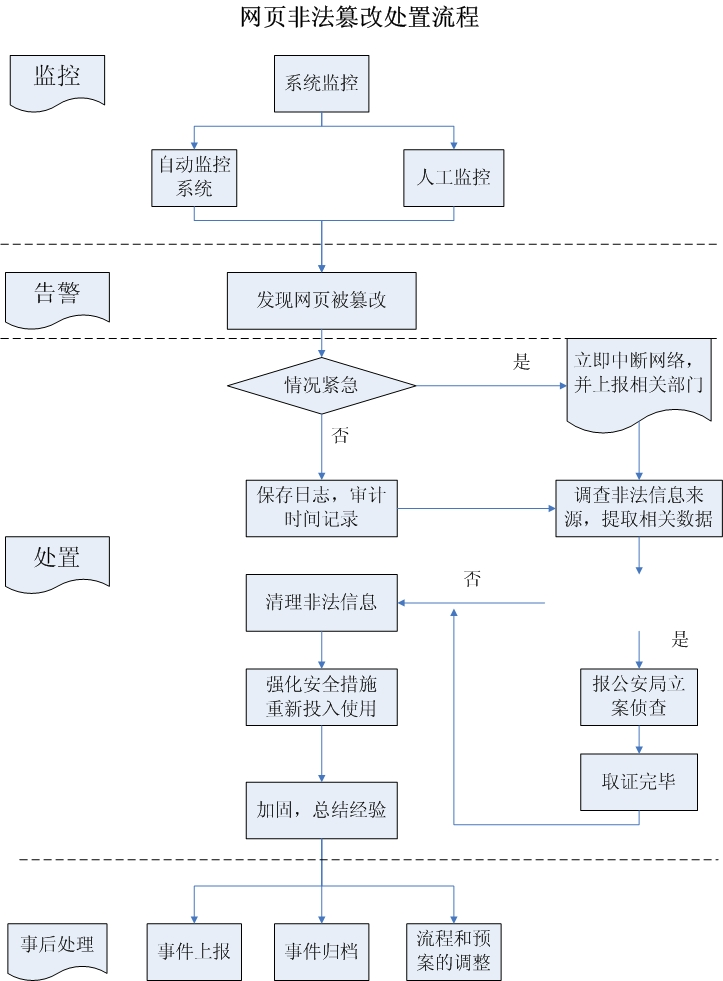 网页非法篡改处置流程
监控
系统监控
自动监控
系统
人工监控
告警
发现网页被篡改
情况紧急
是
立即中断网络，
并上报相关部门
否
保存日志，审计
时间记录
调查非法信息来
源，提取相关数据
处置
清理非法信息
否
是
强化安全措施
重新投入使用
报公安局立
案侦查
取证完毕
加固，总结经验
事后处理
事件上报
事件归档
流程和预
案的调整